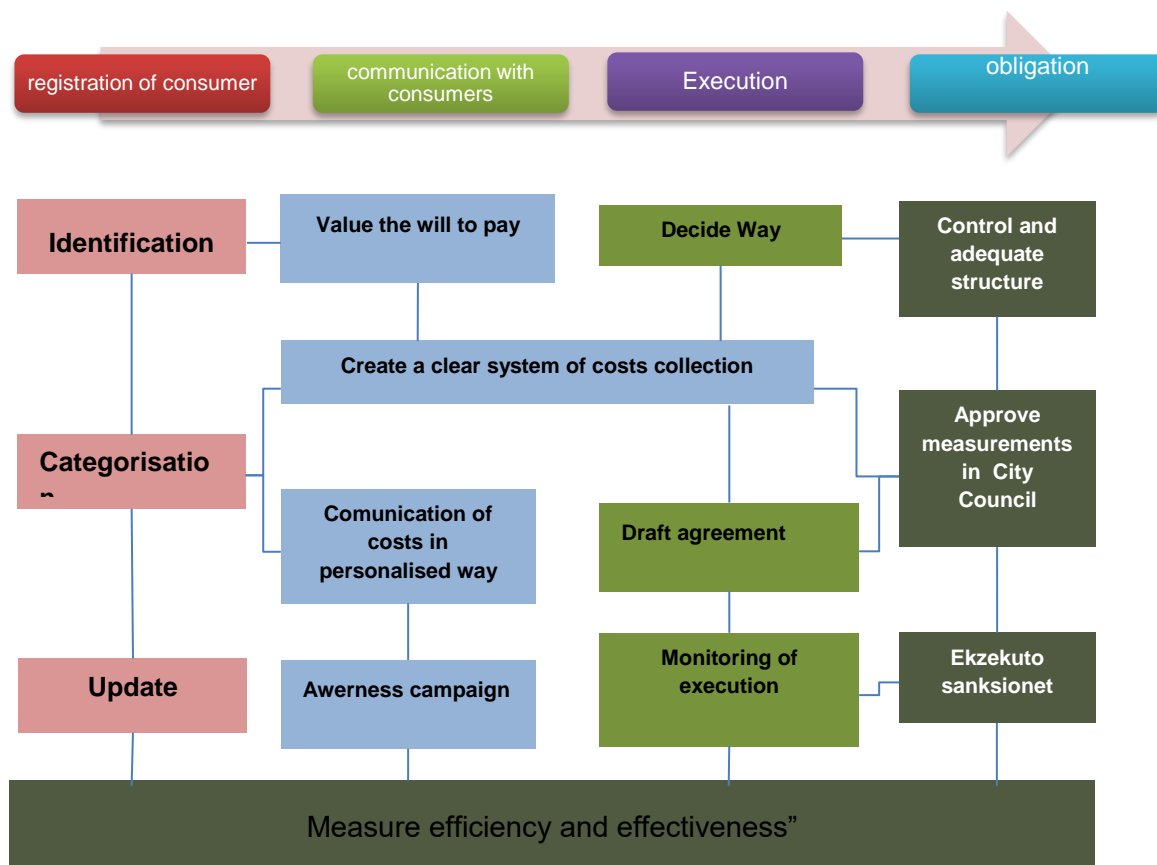 registration of consumer
communication with
consumers
Execution
obligation
Identification
Value the will to pay
Decide Way
Control and
adequate
structure
Create a clear system of costs collection
Categorisatio
n
Approve
measurements
in City
Council
Comunication of
costs in
personalised way
Draft agreement
Update
Awerness campaign
Monitoring of
execution
Ekzekuto
sanksionet
Measure efficiency and effectiveness”